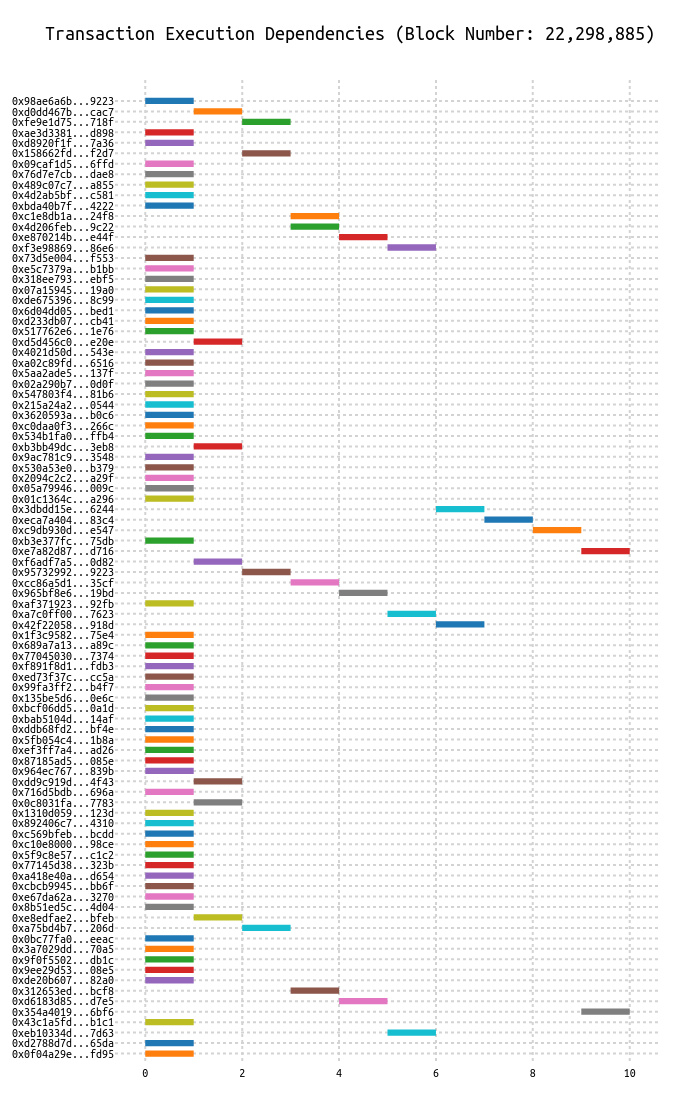 Transaction Execution Dependencies (Block Number: 22,298,885)
0x98ae6a6b...9223
0xd0dd467b...cac7
0xfe9e1d75...718f
0xae3d3381...d898
0xd8920f1f...7a36
0x158662fd...f2d7
0x09caf1d5...6ffd
0x76d7e7cb...dae8
0x489c07c7...a855
0x4d2ab5bf...c581
0xbda40b7f...4222
0xc1e8db1a...24f8
0x4d206feb...9c22
0xe870214b...e44f
0xf3e98869...86e6
0x73d5e004...f553
0xe5c7379a...b1bb
0x318ee793...ebf5
0x07a15945...19a0
0xde675396...8c99
0x6d04dd05...bed1
0xd233db07...cb41
0x517762e6...1e76
0xd5d456c0...e20e
0x4021d50d...543e
0xa02c89fd...6516
0x5aa2ade5...137f
0x02a290b7...0d0f
0x547803f4...81b6
0x215a24a2...0544
0x3620593a...b0c6
0xc0daa0f3...266c
0x534b1fa0...ffb4
0xb3bb49dc...3eb8
0x9ac781c9...3548
0x530a53e0...b379
0x2094c2c2...a29f
0x05a79946...009c
0x01c1364c...a296
0x3dbdd15e...6244
0xeca7a404...83c4
0xc9db930d...e547
0xb3e377fc...75db
0xe7a82d87...d716
0xf6adf7a5...0d82
0x95732992...9223
0xcc86a5d1...35cf
0x965bf8e6...19bd
0xaf371923...92fb
0xa7c0ff00...7623
0x42f22058...918d
0x1f3c9582...75e4
0x689a7a13...a89c
0x77045030...7374
0xf891f8d1...fdb3
0xed73f37c...cc5a
0x99fa3ff2...b4f7
0x135be5d6...0e6c
0xbcf06dd5...0a1d
0xbab5104d...14af
0xddb68fd2...bf4e
0x5fb054c4...1b8a
0xef3ff7a4...ad26
0x87185ad5...085e
0x964ec767...839b
0xdd9c919d...4f43
0x716d5bdb...696a
0x0c8031fa...7783
0x1310d059...123d
0x892406c7...4310
0xc569bfeb...bcdd
0xc10e8000...98ce
0x5f9c8e57...c1c2
0x77145d38...323b
0xa418e40a...d654
0xcbcb9945...bb6f
0xe67da62a...3270
0x8b51ed5c...4d04
0xe8edfae2...bfeb
0xa75bd4b7...206d
0x0bc77fa0...eeac
0x3a7029dd...70a5
0x9f0f5502...db1c
0x9ee29d53...08e5
0xde20b607...82a0
0x312653ed...bcf8
0xd6183d85...d7e5
0x354a4019...6bf6
0x43c1a5fd...b1c1
0xeb10334d...7d63
0xd2788d7d...65da
0x0f04a29e...fd95
0 2 4 6 8 10